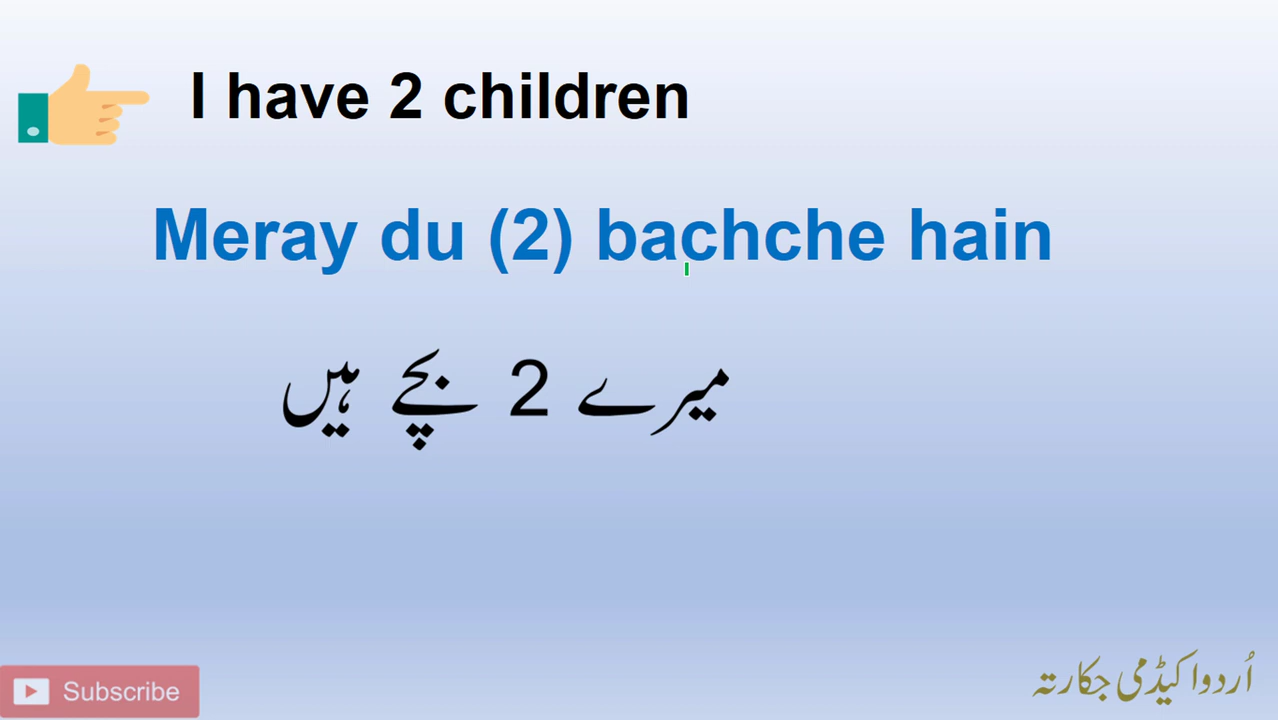 I have 2 children
Meray du (2) bachche hain
میرے 2 بچے ہیں
Subscribe
اُردو اکیڈمی جکارتہ